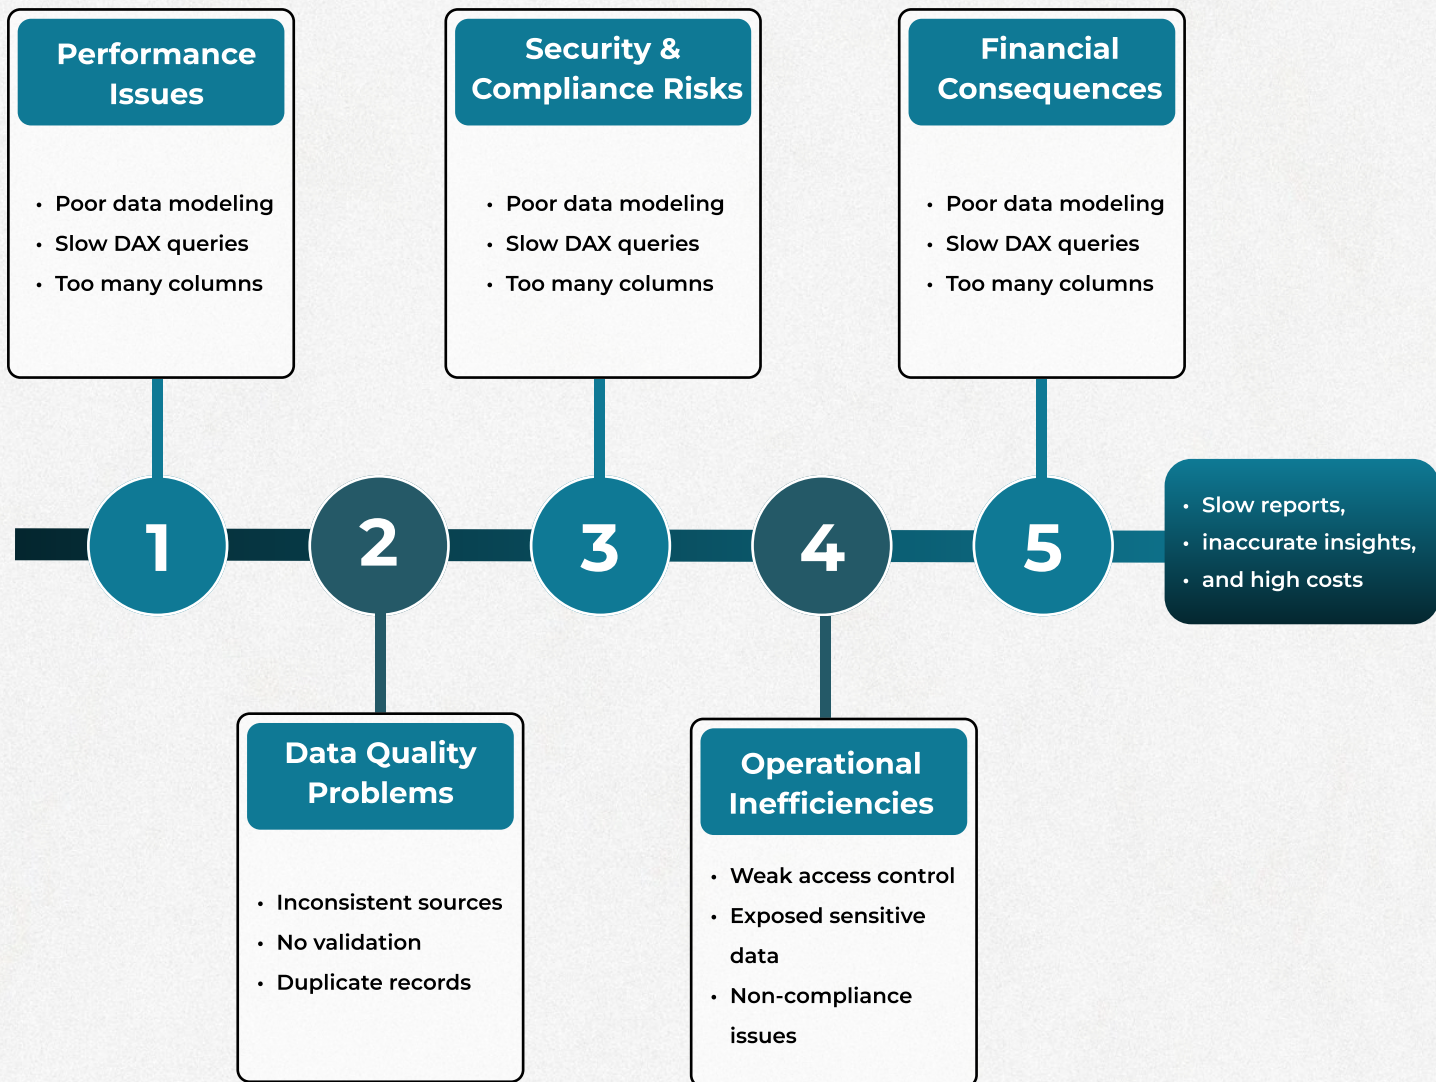 Performance
Issues
• Poor data modeling
• Slow DAX queries
• Too many columns
Security &
Compliance Risks
• Poor data modeling
• Slow DAX queries
• Too many columns
Financial
Consequences
• Poor data modeling
• Slow DAX queries
• Too many columns
1
2
3
4
5
• Slow reports,
• inaccurate insights,
• and high costs
Data Quality
Problems
• Inconsistent sources
• No validation
• Duplicate records
Operational
Inefficiencies
• Weak access control
• Exposed sensitive
data
• Non-compliance
issues